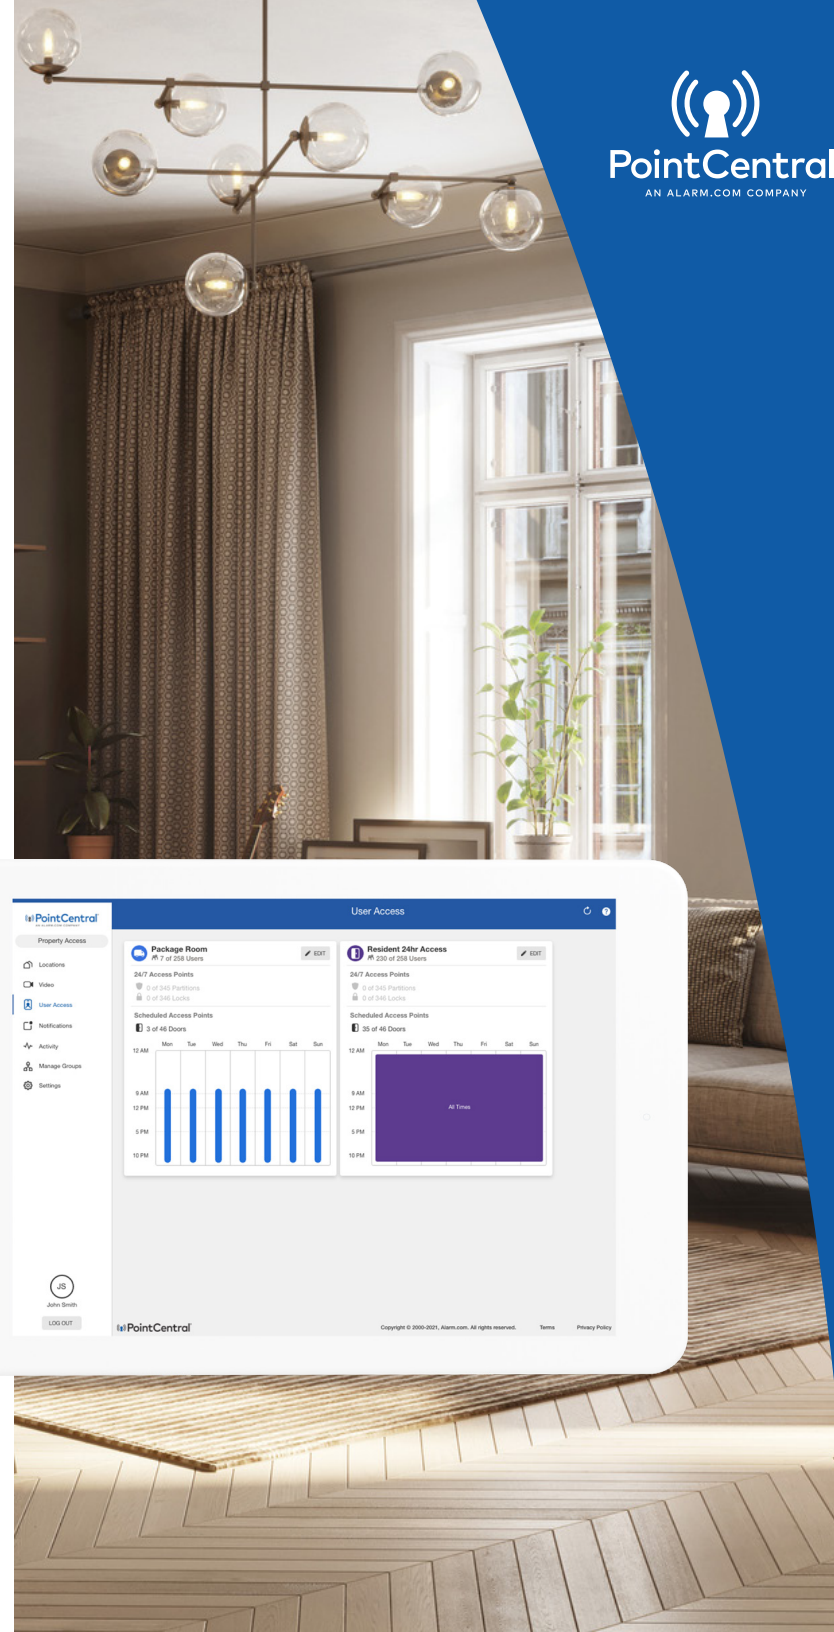 PointCentral
AN ALARM.COM COMPANY
PointCentral
AN ALARM.COM COMPANY
Property Access
Locations
Video
User Access
Notifications
Activity
Manage Groups
Settings
JS
John Smith
LOG OUT
User Access
Package Room
7 of 258 Users
EDIT
24/7 Access Points
0 of 345 Partitions
0 of 346 Locks
Scheduled Access Points
3 of 46 Doors
Mon Tue Wed Thu Fri Sat Sun
12 AM
9 AM
12 PM
5 PM
10 PM
Resident 24hr Access
230 of 258 Users
EDIT
24/7 Access Points
0 of 345 Partitions
0 of 346 Locks
Scheduled Access Points
35 of 46 Doors
Mon Tue Wed Thu Fri Sat Sun
12 AM
9 AM
12 PM
5 PM
10 PM
All Times
PointCentral
Copyright © 2000-2021, Alarm.com. All rights reserved. Terms Privacy Policy